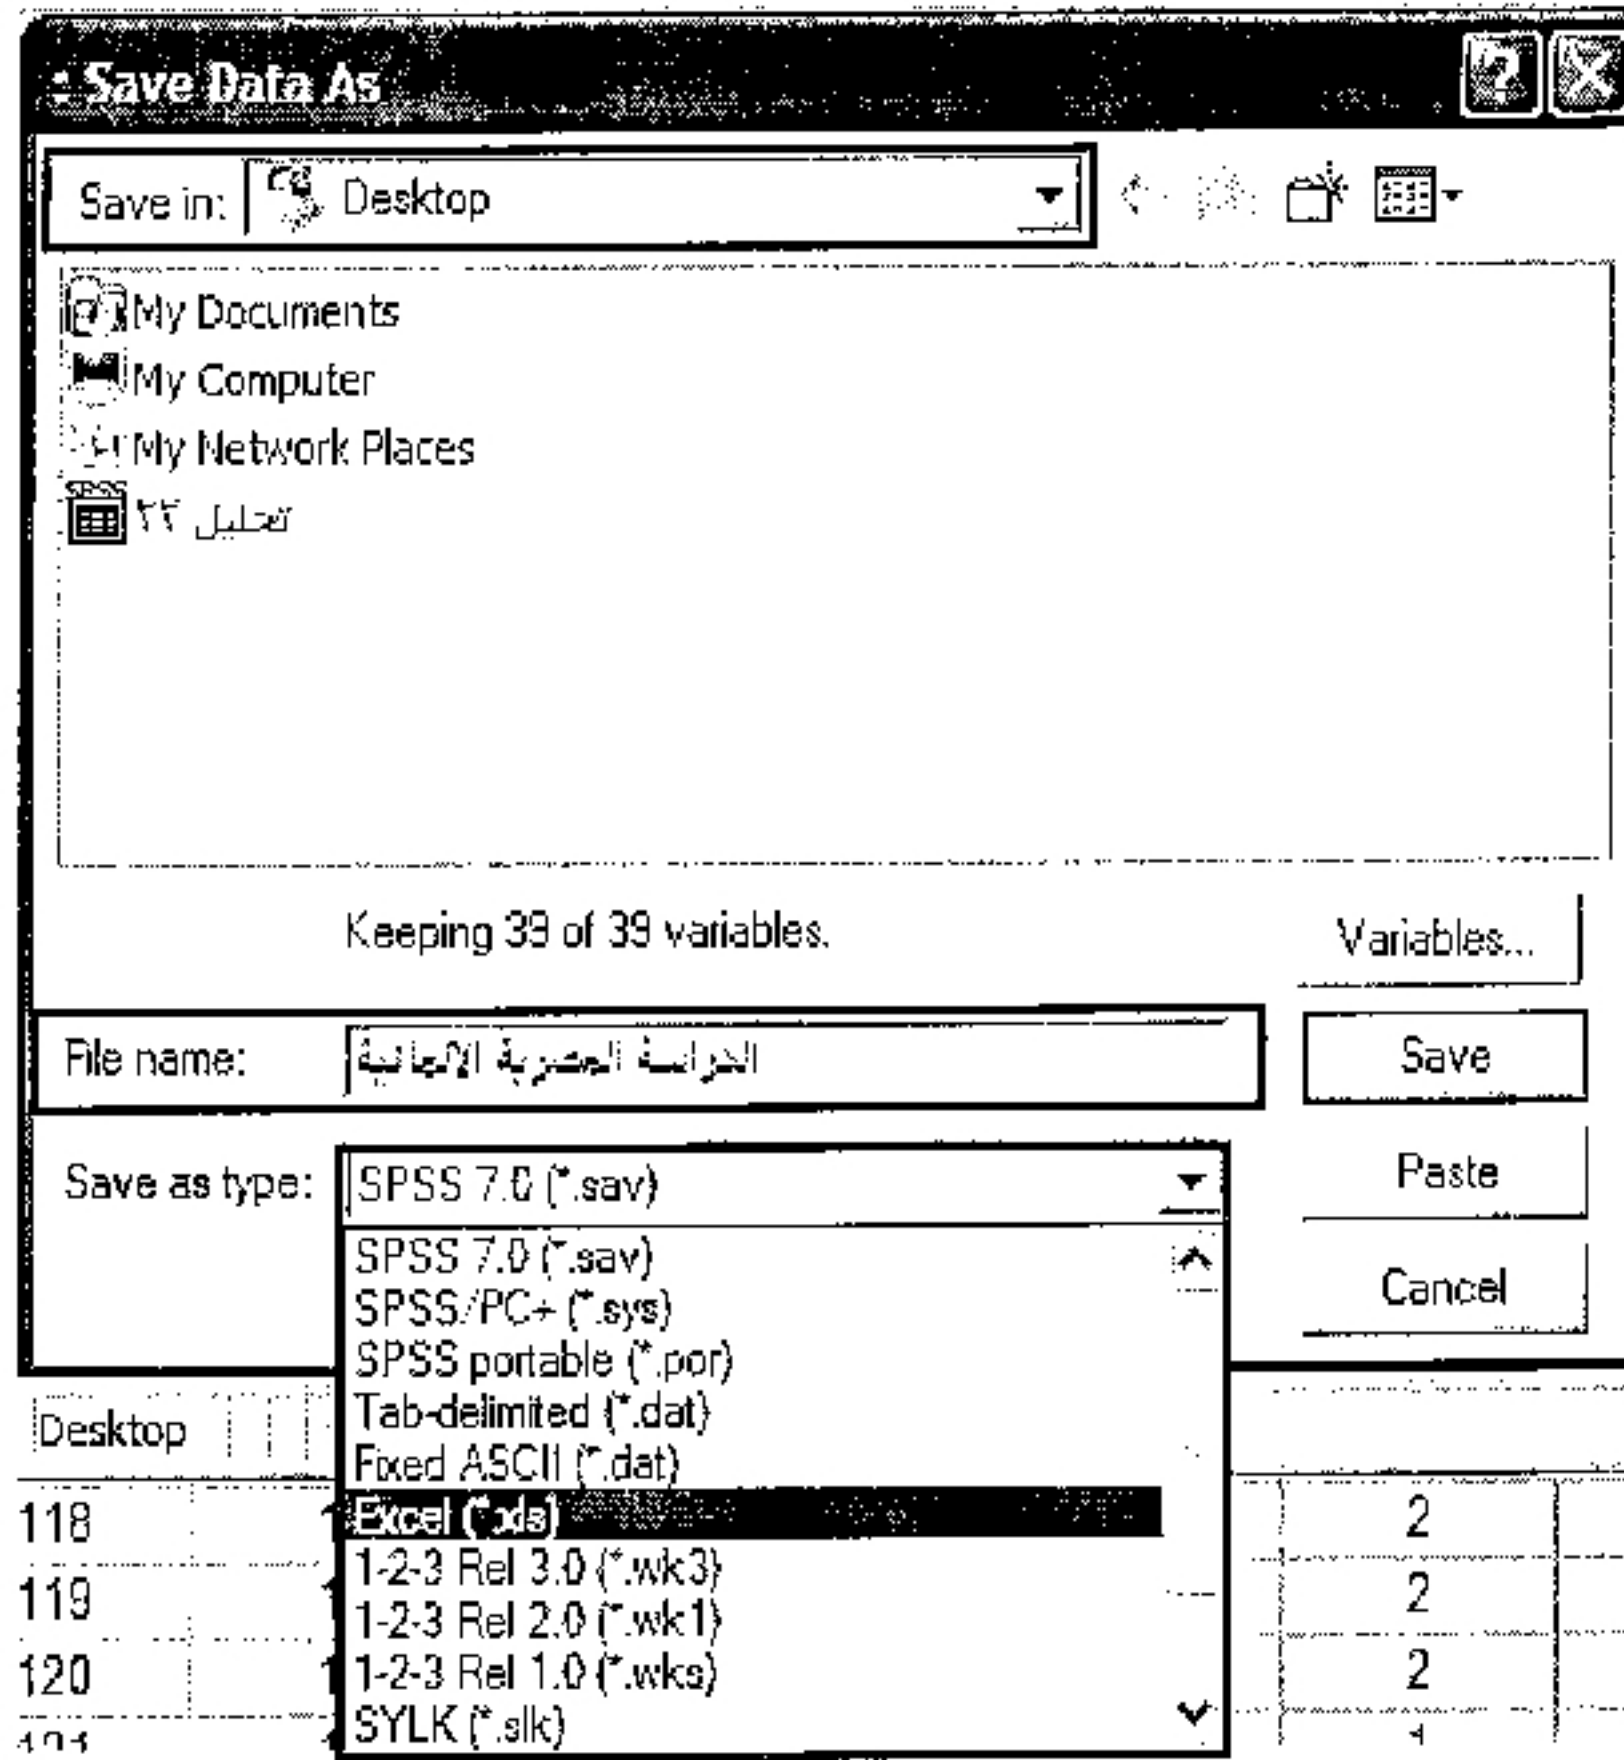 Save Data As
Save in: Desktop
My Documents
My Computer
My Network Places
تحليل ٢٢
Keeping 39 of 39 variables.
Variables...
File name: الدراسة المصرية الألمانية
Save
Save as type: SPSS 7.0 (*.sav)
Paste
SPSS 7.0 (*.sav)
SPSS/PC+ (*.sys)
Cancel
SPSS portable (*.por)
Tab-delimited (*.dat)
Desktop
Fixed ASCII (*.dat)
118 Excel (*.xls) 2
1-2-3 Rel 3.0 (*.wk3)
119 2
1-2-3 Rel 2.0 (*.wk1)
120 1-2-3 Rel 1.0 (*.wks) 2
SYLK (*.slk)